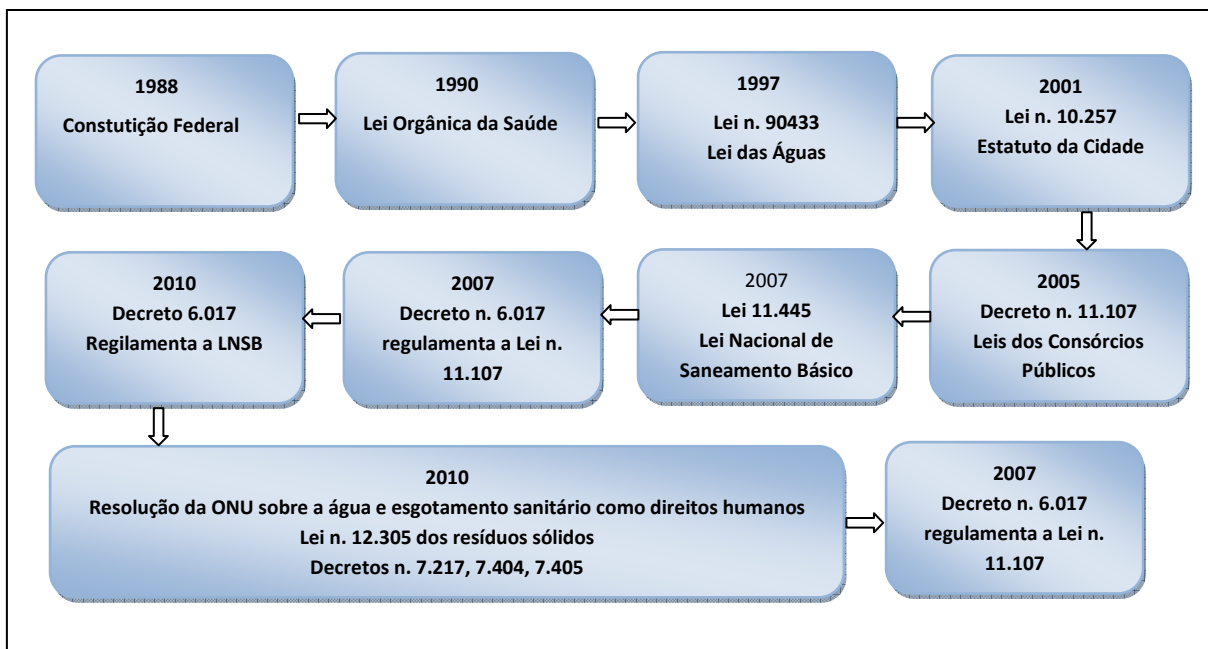 1988
Constutição Federal
1990
Lei Orgânica da Saúde
1997
Lei n. 90433
Lei das Águas
2001
Lei n. 10.257
Estatuto da Cidade
2005
Decreto n. 11.107
Leis dos Consórcios
Públicos
2007
Lei 11.445
Lei Nacional de
Saneamento Básico
2007
Decreto n. 6.017
regulamenta a Lei n.
11.107
2010
Decreto 6.017
Regilamenta a LNSB
2010
Resolução da ONU sobre a água e esgotamento sanitário como direitos humanos
Lei n. 12.305 dos resíduos sólidos
Decretos n. 7.217, 7.404, 7.405
2007
Decreto n. 6.017
regulamenta a Lei n.
11.107